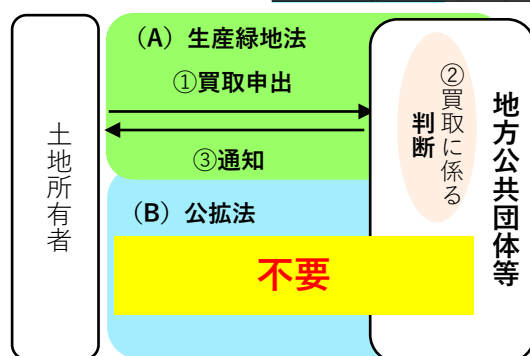 （A）生産緑地法
①買取申出
③通知
土地所有者
②買取に係る
判断
地方公共団体等
（B）公拡法
不要